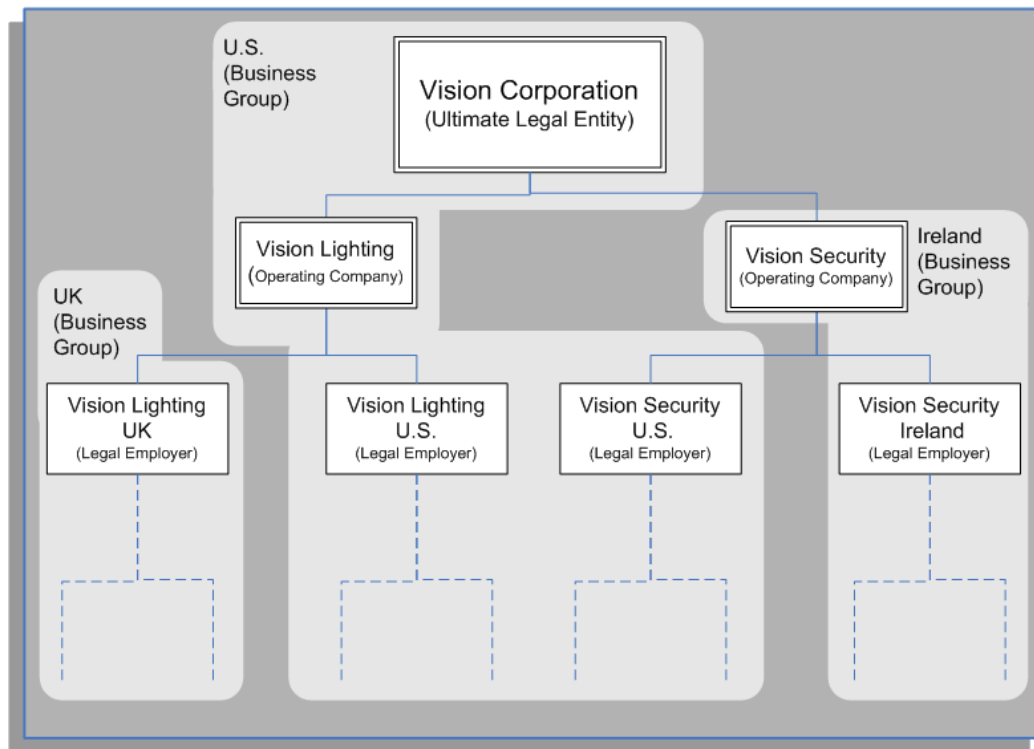 U.S.
(Business
Group)
Vision Corporation
(Ultimate Legal Entity)
Vision Lighting
(Operating Company)
Vision Security
(Operating Company)
Ireland
(Business
Group)
UK
(Business
Group)
Vision Lighting
UK
(Legal Employer)
Vision Lighting
U.S.
(Legal Employer)
Vision Security
U.S.
(Legal Employer)
Vision Security
Ireland
(Legal Employer)